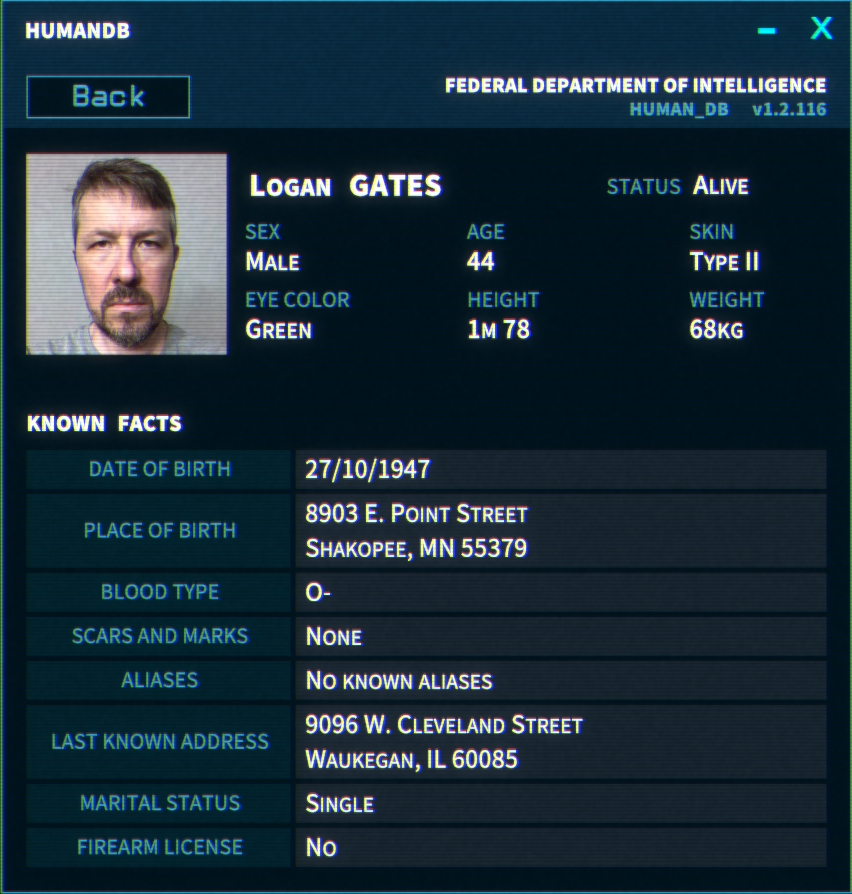 HUMANDB
– X
Back
FEDERAL DEPARTMENT OF INTELLIGENCE
HUMAN_DB v1.2.116
LOGAN GATES
STATUS ALIVE
SEX AGE SKIN
MALE 44 TYPE II
EYE COLOR HEIGHT WEIGHT
GREEN 1M 78 68KG
KNOWN FACTS
DATE OF BIRTH 27/10/1947
PLACE OF BIRTH 8903 E. POINT STREET
SHAKOPEE, MN 55379
BLOOD TYPE O-
SCARS AND MARKS NONE
ALIASES NO KNOWN ALIASES
LAST KNOWN ADDRESS 9096 W. CLEVELAND STREET
WAUKEGAN, IL 60085
MARITAL STATUS SINGLE
FIREARM LICENSE NO